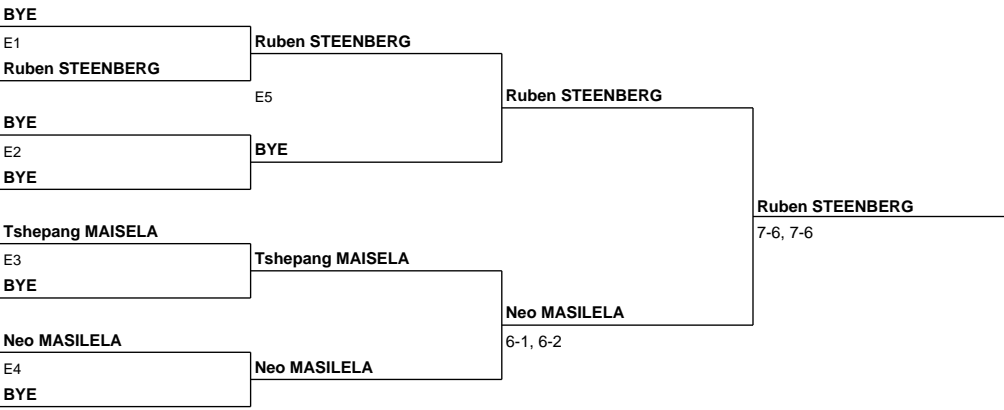 BYE
E1
Ruben STEENBERG
Ruben STEENBERG
E5
Ruben STEENBERG
BYE
E2
BYE
BYE
Ruben STEENBERG
7-6, 7-6
Tshepang MAISELA
E3
Tshepang MAISELA
BYE
Neo MASILELA
6-1, 6-2
Neo MASILELA
E4
Neo MASILELA
BYE